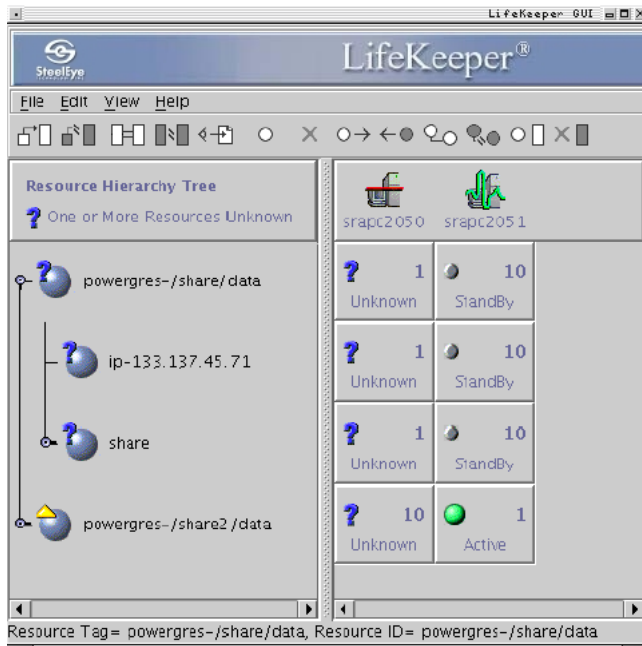 LifeKeeper GUI
SteelEye
LifeKeeper®
File Edit View Help
Resource Hierarchy Tree
? One or More Resources Unknown
srapc2050 srapc2051
powergres-/share/data
? 1 Unknown
10 StandBy
ip-133.137.45.71
? 1 Unknown
10 StandBy
share
? 1 Unknown
10 StandBy
powergres-/share2/data
? 10 Unknown
1 Active
Resource Tag= powergres-/share/data, Resource ID= powergres-/share/data